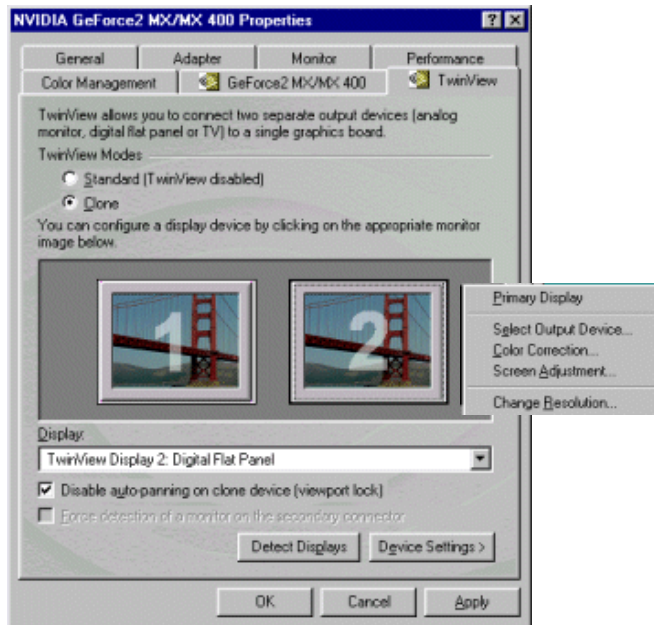 NVIDIA GeForce2 MX/MX 400 Properties
General Adapter Monitor Performance
Color Management GeForce2 MX/MX 400 TwinView
TwinView allows you to connect two separate output devices (analog
monitor, digital flat panel or TV) to a single graphics board.
TwinView Modes
Standard (TwinView disabled)
Clone
You can configure a display device by clicking on the appropriate monitor
image below.
1 2
Primary Display
Select Output Device...
Color Correction...
Screen Adjustment...
Change Resolution...
Display:
TwinView Display 2: Digital Flat Panel
Disable auto-panning on clone device (viewport lock)
Force detection of a monitor on the secondary connector
Detect Displays Device Settings >
OK Cancel Apply